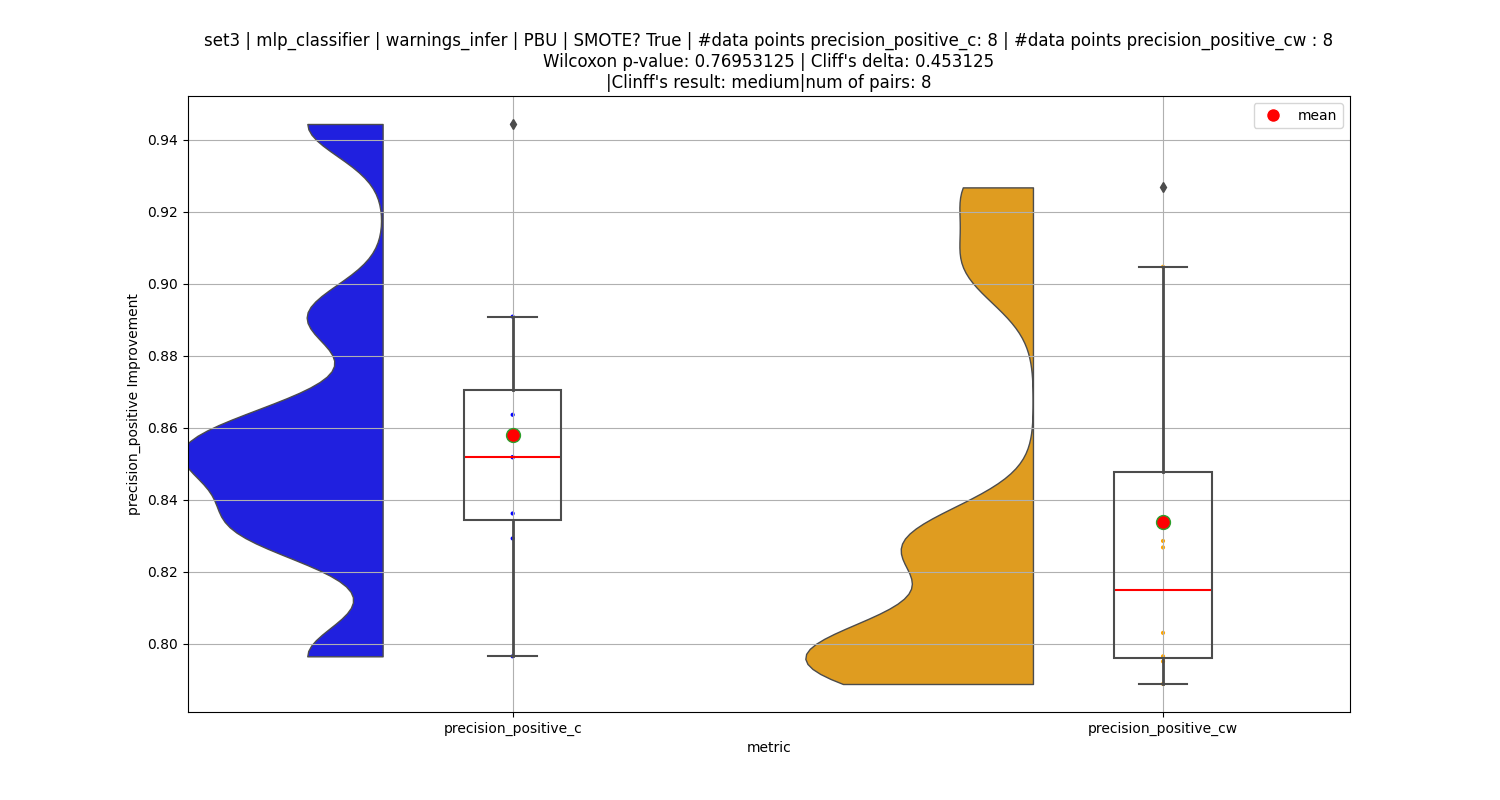 set3 | mlp_classifier | warnings_infer | PBU | SMOTE? True | #data points precision_positive_c: 8 | #data points precision_positive_cw : 8
Wilcoxon p-value: 0.76953125 | Cliff's delta: 0.453125
|Clinff's result: medium|num of pairs: 8
mean
precision_positive Improvement
0.94
0.92
0.90
0.88
0.86
0.84
0.82
0.80
precision_positive_c
precision_positive_cw
metric